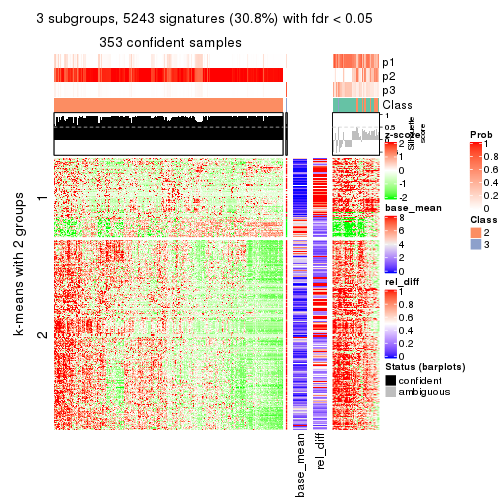 3 subgroups, 5243 signatures (30.8%) with fdr < 0.05
353 confident samples
p1
p2
p3
Class
1
0.5
0
Silhouette
score
k-means with 2 groups
1
2
base_mean
rel_diff
z-score
2
1
0
-1
-2
base_mean
8
6
4
2
0
rel_diff
1
0.8
0.6
0.4
0.2
0
Status (barplots)
confident
ambiguous
Prob
1
0.8
0.6
0.4
0.2
0
Class
2
3